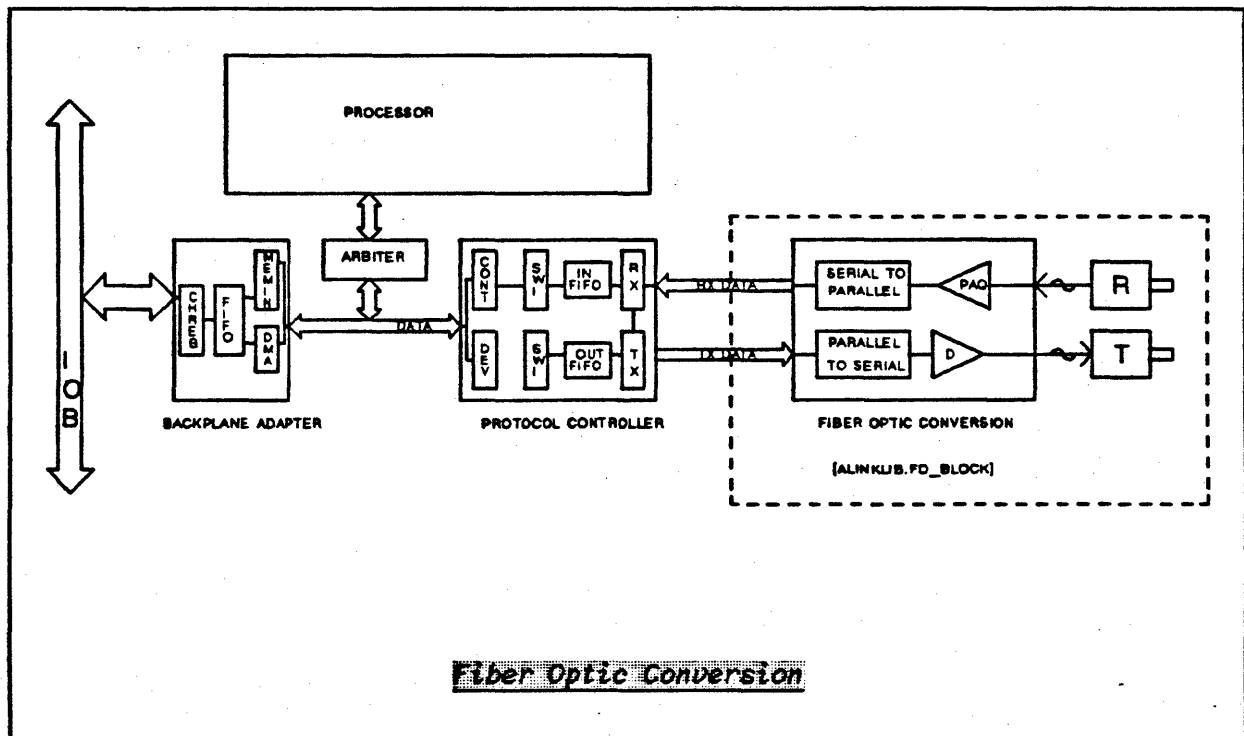 PROCESSOR
ARBITER
I
O
B
CHREG
FIFO
MEMIN
DMA
DATA
BACKPLANE ADAPTER
CONT
SWI
IN
FIFO
RX
DEV
SWI
OUT
FIFO
TX
PROTOCOL CONTROLLER
RX DATA
TX DATA
SERIAL TO
PARALLEL
PAQ
R
PARALLEL
TO SERIAL
D
T
FIBER OPTIC CONVERSION
[ALINKLIB.FD_BLOCK]
Fiber Optic Conversion